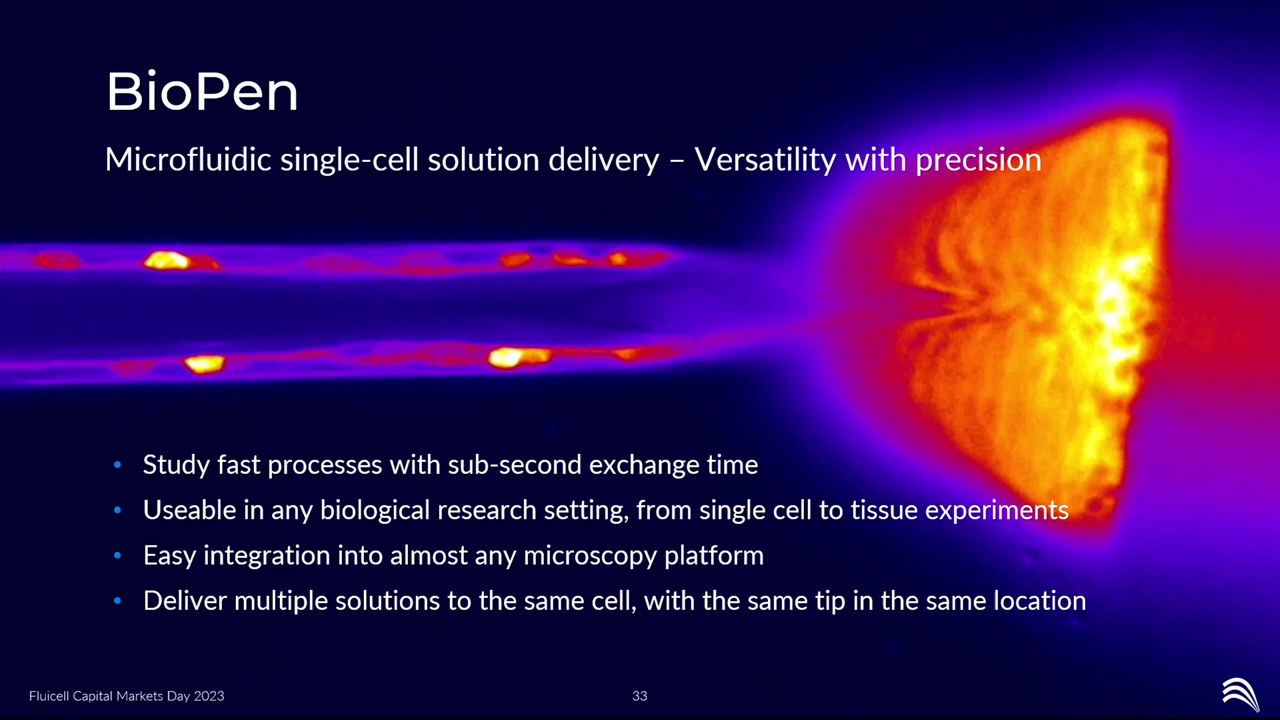 BioPen
Microfluidic single-cell solution delivery – Versatility with precision
• Study fast processes with sub-second exchange time
• Useable in any biological research setting, from single cell to tissue experiments
• Easy integration into almost any microscopy platform
• Deliver multiple solutions to the same cell, with the same tip in the same location
Fluicell Capital Markets Day 2023
33